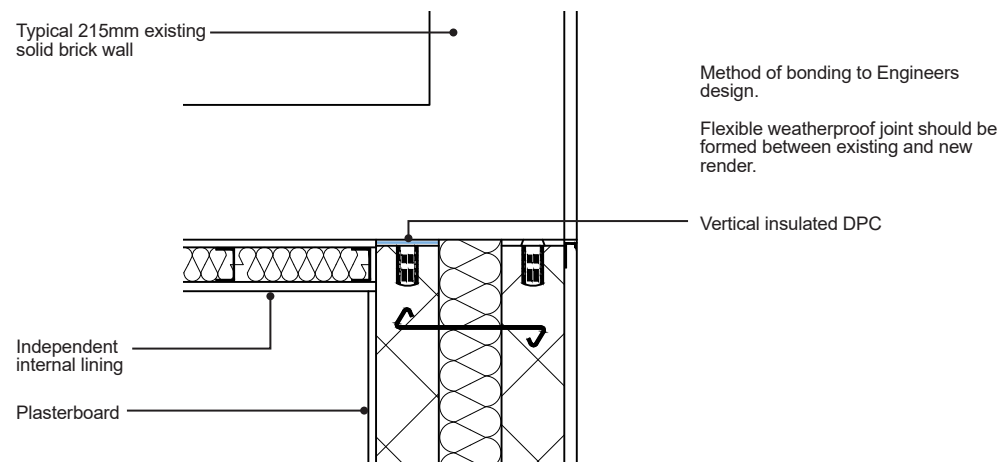 Typical 215mm existing
solid brick wall
Method of bonding to Engineers
design.
Flexible weatherproof joint should be
formed between existing and new
render.
Vertical insulated DPC
Independent
internal lining
Plasterboard